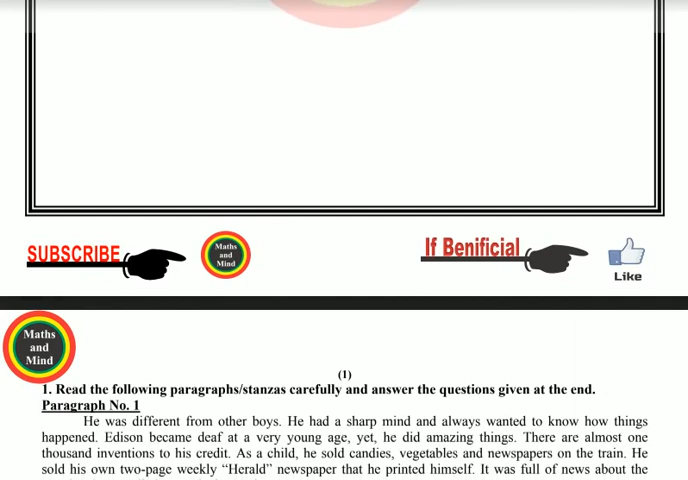 SUBSCRIBE
Maths
and
Mind
If Benificial
Like
Maths
and
Mind
(1)
1. Read the following paragraphs/stanzas carefully and answer the questions given at the end.
Paragraph No. 1
He was different from other boys. He had a sharp mind and always wanted to know how things
happened. Edison became deaf at a very young age, yet, he did amazing things. There are almost one
thousand inventions to his credit. As a child, he sold candies, vegetables and newspapers on the train. He
sold his own two-page weekly “Herald” newspaper that he printed himself. It was full of news about the